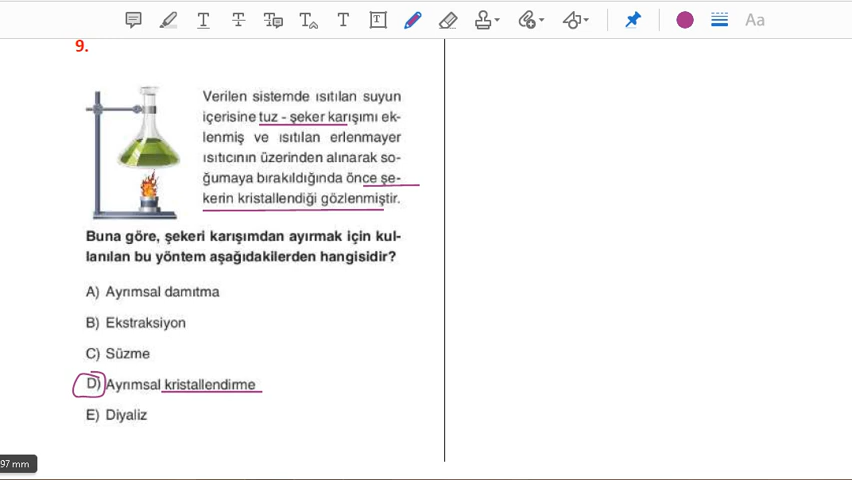 T T T T T
Aa
9.
Verilen sistemde ısıtılan suyun
içerisine tuz - şeker karışımı ek-
lenmiş ve ısıtılan erlenmayer
ısıtıcının üzerinden alınarak so-
ğumaya bırakıldığında önce şe-
kerin kristallendiği gözlenmiştir.
Buna göre, şekeri karışımdan ayırmak için kul-
lanılan bu yöntem aşağıdakilerden hangisidir?
A) Ayrımsal damıtma
B) Ekstraksiyon
C) Süzme
D) Ayrımsal kristallendirme
E) Diyaliz
97 mm